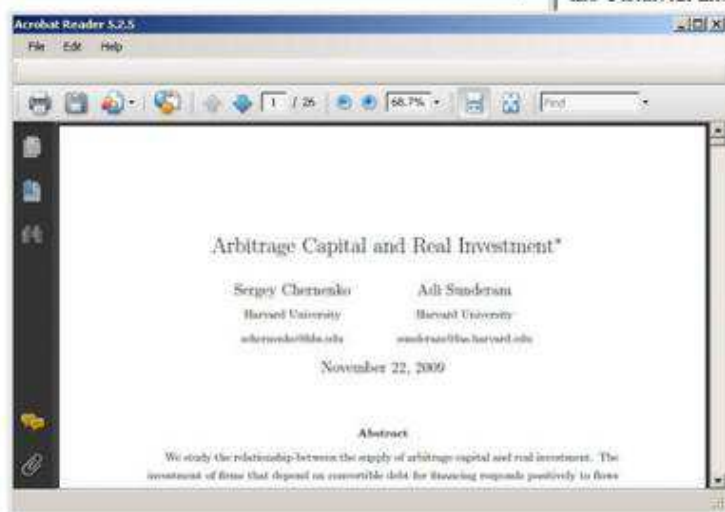 Acrobat Reader 5.2.5
File Edit Help
1 / 26 68.7% Find
Arbitrage Capital and Real Investment*
Sergey Chernenko Adi Sunderam
Harvard University Harvard University
November 22, 2009
Abstract
We study the relationship between the supply of arbitrage capital and real investment. The
investment of firms that depend on convertible debt for financing responds positively to flows